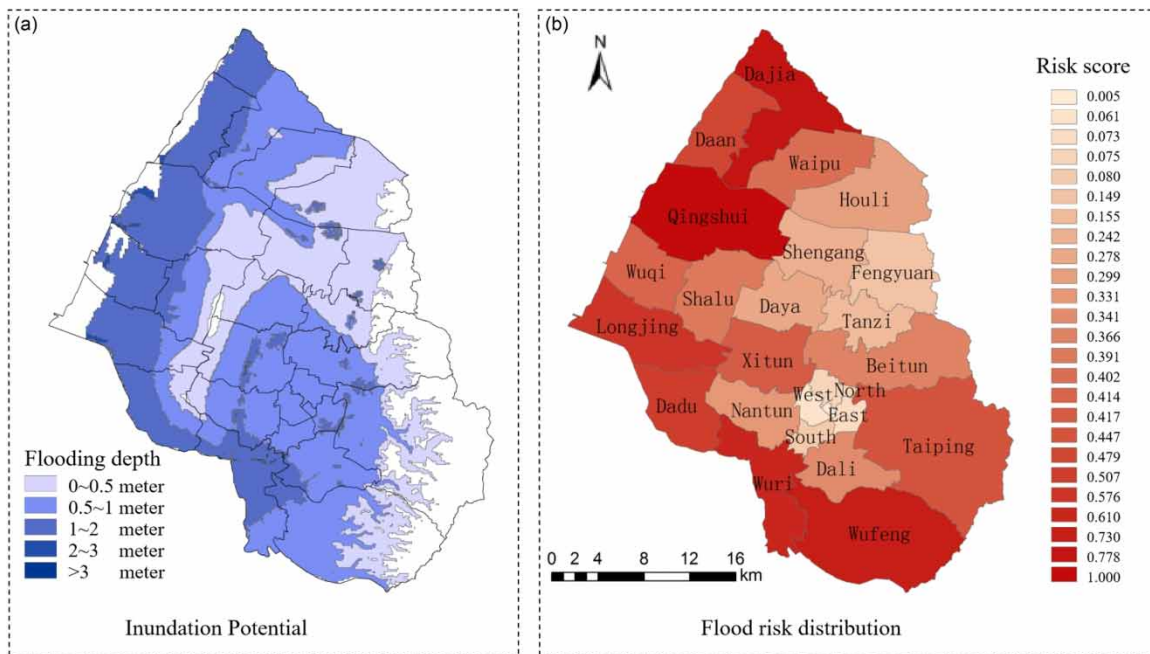 (a)
Flooding depth
0~0.5 meter
0.5~1 meter
1~2 meter
2~3 meter
>3 meter
Inundation Potential
(b)
N
Dajia
Daan
Waipu
Houli
Qingshui
Shengang
Fengyuan
Wuqi
Shalu
Daya
Tanzi
Longjing
Xitun
Beitun
West
North
Dadu
Nantun
East
South
Taiping
Dali
Wuri
Wufeng
0 2 4 8 12 16
km
Risk score
0.005
0.061
0.073
0.075
0.080
0.149
0.155
0.242
0.278
0.299
0.331
0.341
0.366
0.391
0.402
0.414
0.417
0.447
0.479
0.507
0.576
0.610
0.730
0.778
1.000
Flood risk distribution